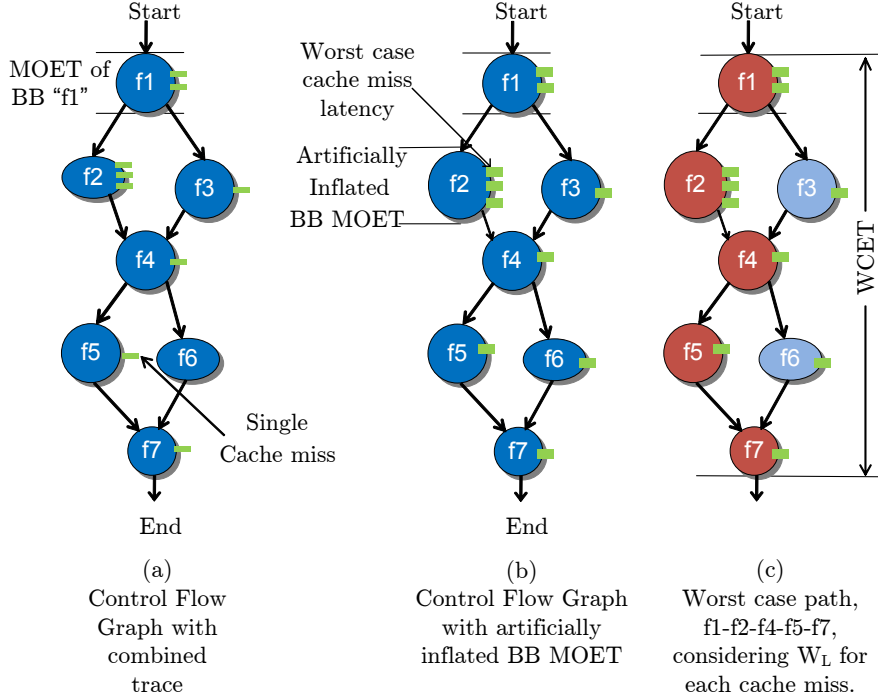 Start
MOET of
BB “f1”
f1
f2
f3
f4
f5
f6
f7
Single
Cache miss
End
(a)
Control Flow
Graph with
combined
trace
Start
Worst case
cache miss
latency
Artificially
Inflated
BB MOET
f1
f2
f3
f4
f5
f6
f7
End
(b)
Control Flow Graph
with artificially
inflated BB MOET
Start
f1
f2
f3
f4
f5
f6
f7
WCET
(c)
Worst case path,
f1-f2-f4-f5-f7,
considering W_L for
each cache miss.